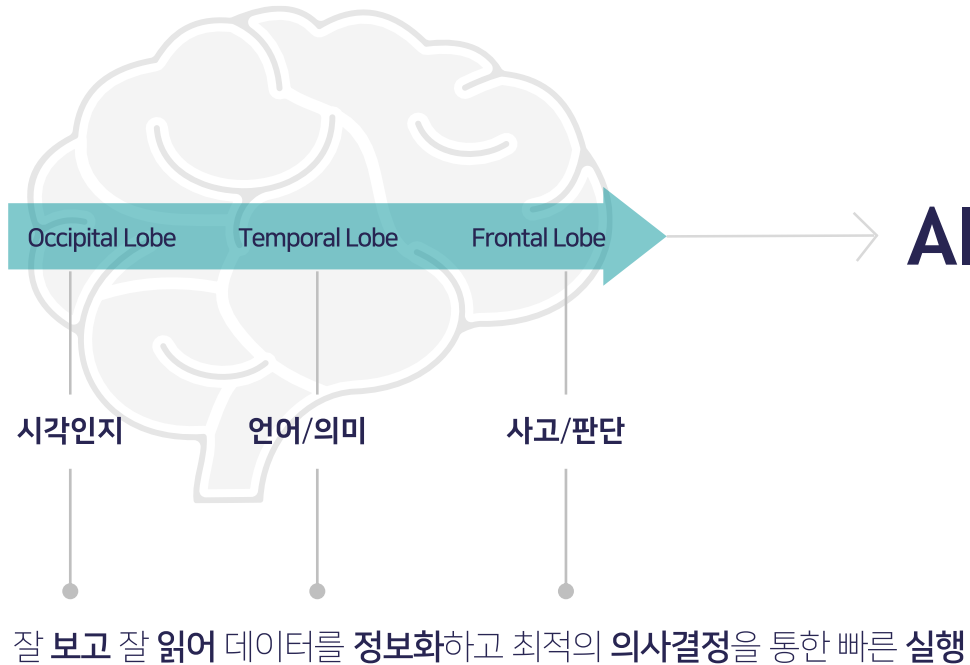 Occipital Lobe Temporal Lobe Frontal Lobe AI
시각인지 언어/의미 사고/판단
잘 보고 잘 읽어 데이터를 정보화하고 최적의 의사결정을 통한 빠른 실행